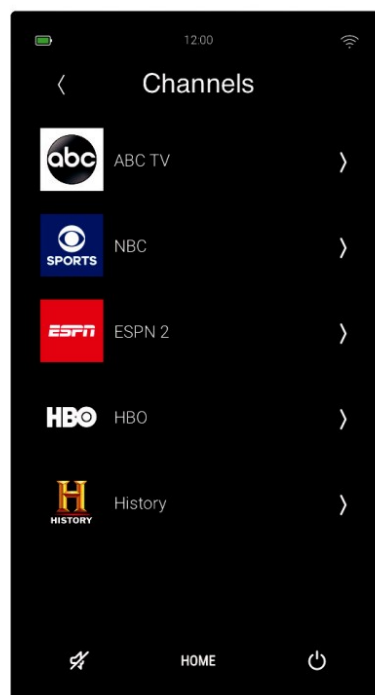 12:00
Channels
abc
ABC TV
SPORTS
NBC
ESPN
ESPN 2
HBO
HBO
H
HISTORY
History
HOME